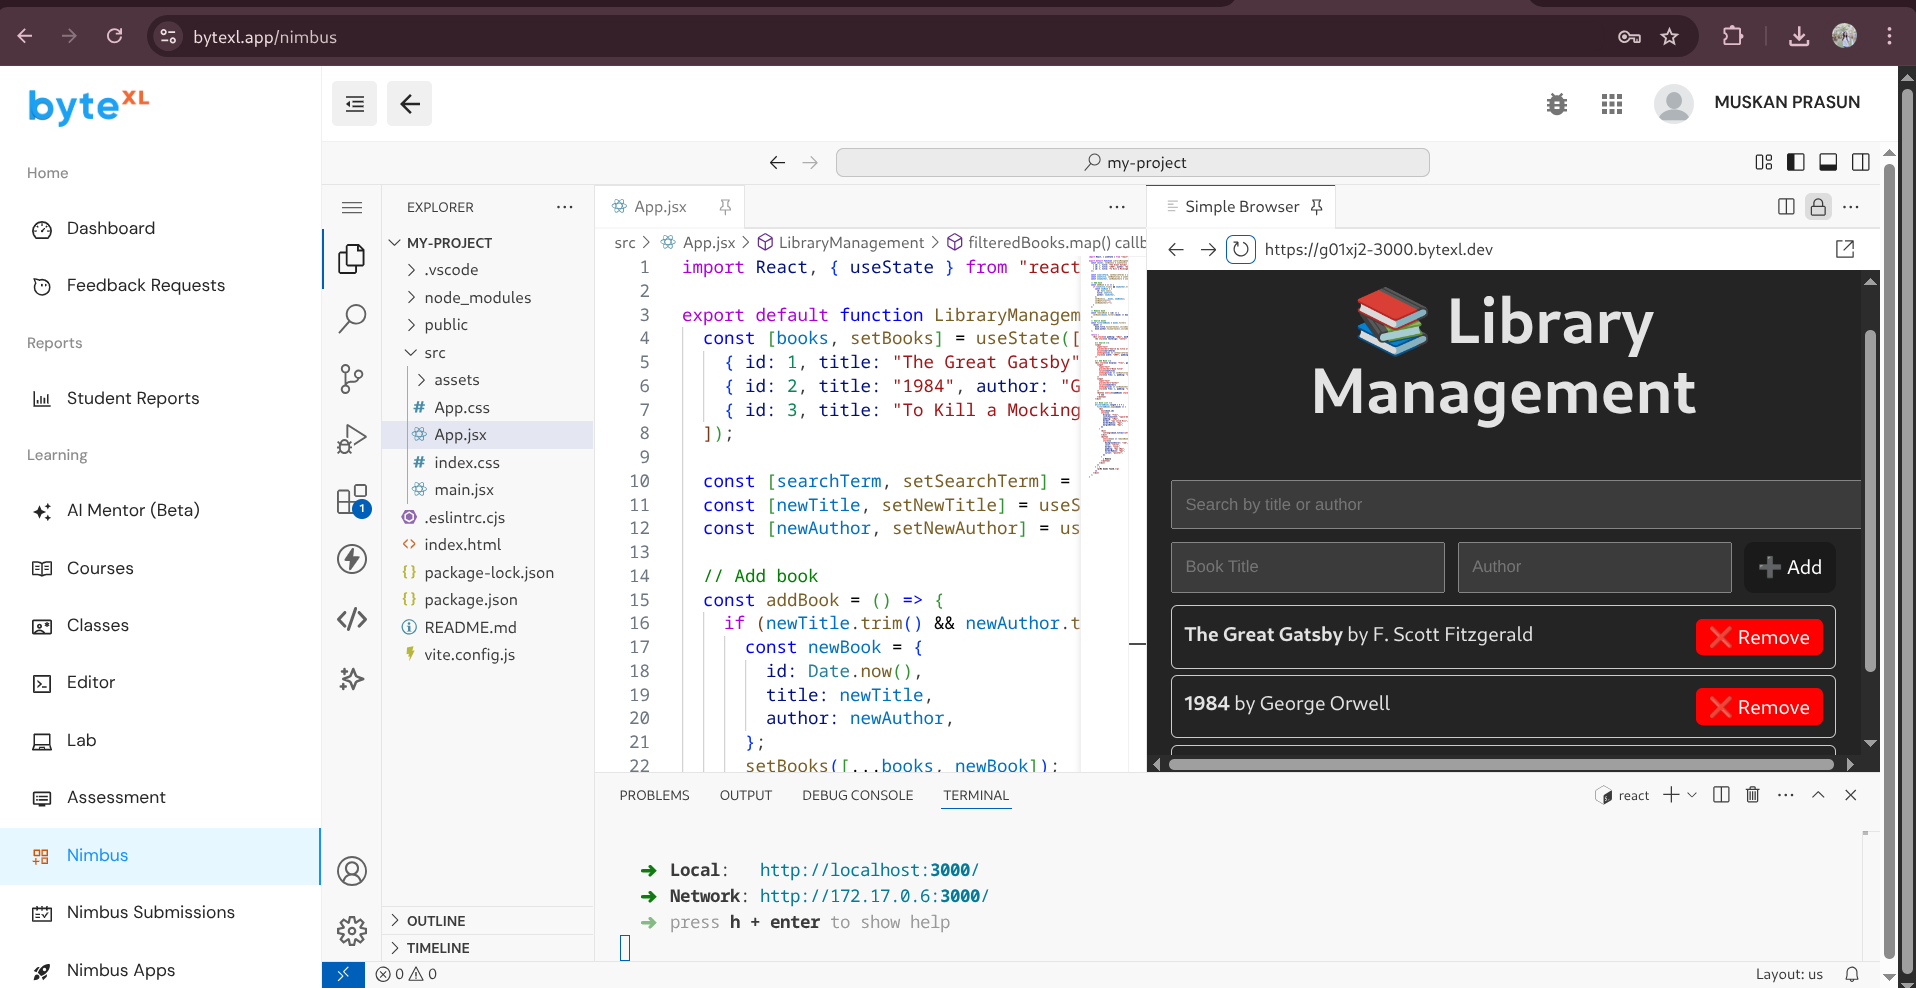 bytexl.app/nimbus
byteXL
MUSKAN PRASUN
Home
Dashboard
Feedback Requests
Reports
Student Reports
Learning
AI Mentor (Beta)
Courses
Classes
Editor
Lab
Assessment
Nimbus
Nimbus Submissions
Nimbus Apps
my-project
EXPLORER
MY-PROJECT
.vscode
node_modules
public
src
assets
# App.css
App.jsx
# index.css
main.jsx
.eslintrc.cjs
<> index.html
{} package-lock.json
{} package.json
README.md
vite.config.js
OUTLINE
TIMELINE
1
App.jsx
src > App.jsx > LibraryManagement > filteredBooks.map() callb
1 import React, { useState } from "react
2
3 export default function LibraryManagem
4 const [books, setBooks] = useState([
5 { id: 1, title: "The Great Gatsby"
6 { id: 2, title: "1984", author: "G
7 { id: 3, title: "To Kill a Mocking
8 ]);
9
10 const [searchTerm, setSearchTerm] =
11 const [newTitle, setNewTitle] = useS
12 const [newAuthor, setNewAuthor] = us
13
14 // Add book
15 const addBook = () => {
16 if (newTitle.trim() && newAuthor.t
17 const newBook = {
18 id: Date.now(),
19 title: newTitle,
20 author: newAuthor,
21 };
22 setBooks([...books, newBook]);
Simple Browser
https://g01xj2-3000.bytexl.dev
📚 Library
Management
Search by title or author
Book Title
Author
➕ Add
The Great Gatsby by F. Scott Fitzgerald
❌ Remove
1984 by George Orwell
❌ Remove
PROBLEMS OUTPUT DEBUG CONSOLE TERMINAL
react
➜ Local: http://localhost:3000/
➜ Network: http://172.17.0.6:3000/
➜ press h + enter to show help
0 0
Layout: us